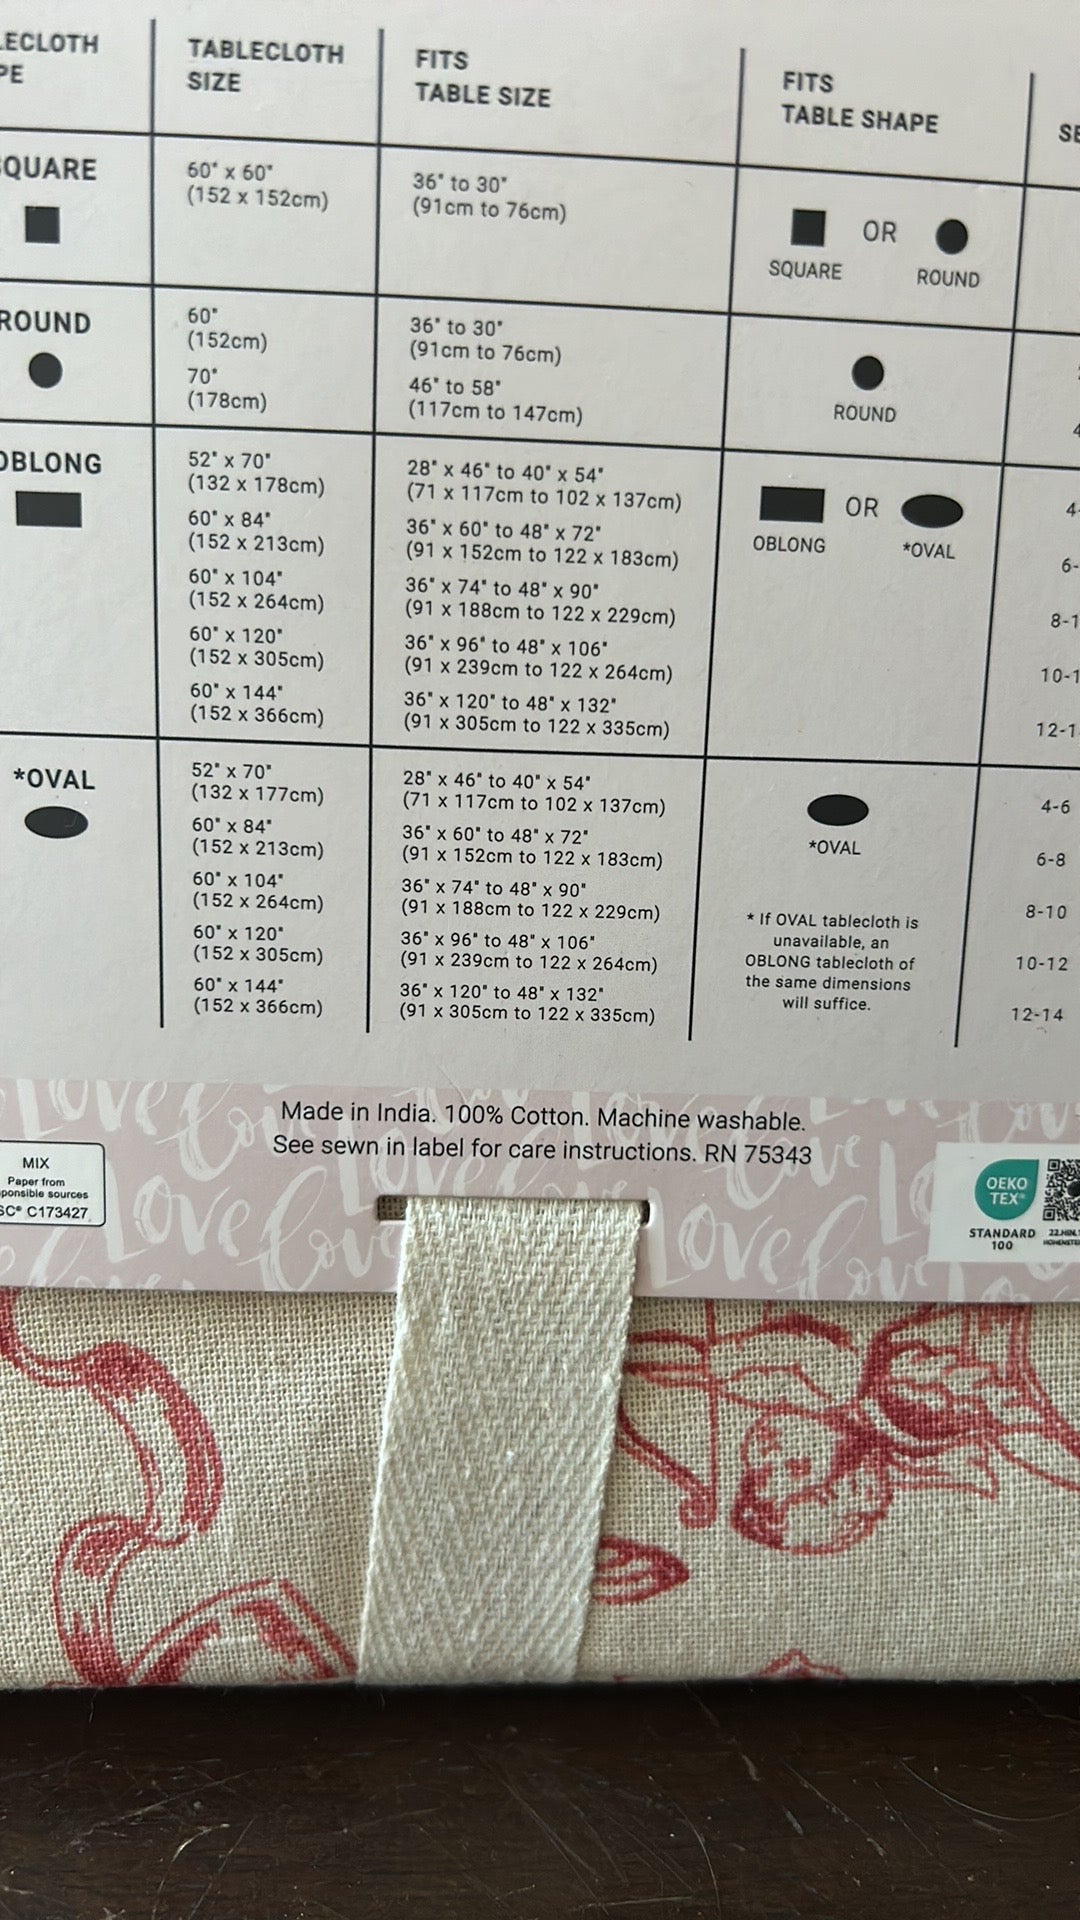 TABLECLOTH
SIZE
FITS
TABLE SIZE
FITS
TABLE SHAPE
60" x 60"
(152 x 152cm)
36" to 30"
(91cm to 76cm)
OR
SQUARE
ROUND
ROUND
60"
(152cm)
70"
(178cm)
36" to 30"
(91cm to 76cm)
46" to 58"
(117cm to 147cm)
ROUND
OBLONG
52" x 70"
(132 x 178cm)
60" x 84"
(152 x 213cm)
60" x 104"
(152 x 264cm)
60" x 120"
(152 x 305cm)
60" x 144"
(152 x 366cm)
28" x 46" to 40" x 54"
(71 x 117cm to 102 x 137cm)
36" x 60" to 48" x 72"
(91 x 152cm to 122 x 183cm)
36" x 74" to 48" x 90"
(91 x 188cm to 122 x 229cm)
36" x 96" to 48" x 106"
(91 x 239cm to 122 x 264cm)
36" x 120" to 48" x 132"
(91 x 305cm to 122 x 335cm)
OR
OBLONG
*OVAL
*OVAL
52" x 70"
(132 x 177cm)
60" x 84"
(152 x 213cm)
60" x 104"
(152 x 264cm)
60" x 120"
(152 x 305cm)
60" x 144"
(152 x 366cm)
28" x 46" to 40" x 54"
(71 x 117cm to 102 x 137cm)
36" x 60" to 48" x 72"
(91 x 152cm to 122 x 183cm)
36" x 74" to 48" x 90"
(91 x 188cm to 122 x 229cm)
36" x 96" to 48" x 106"
(91 x 239cm to 122 x 264cm)
36" x 120" to 48" x 132"
(91 x 305cm to 122 x 335cm)
*OVAL
* If OVAL tablecloth is
unavailable, an
OBLONG tablecloth of
the same dimensions
will suffice.
4-6
6-8
8-10
10-12
12-14
Made in India. 100% Cotton. Machine washable.
See sewn in label for care instructions. RN 75343
MIX
Paper from
sources
C173427
OEKO
TEX®
STANDARD
100
Love
Love
Love
Love